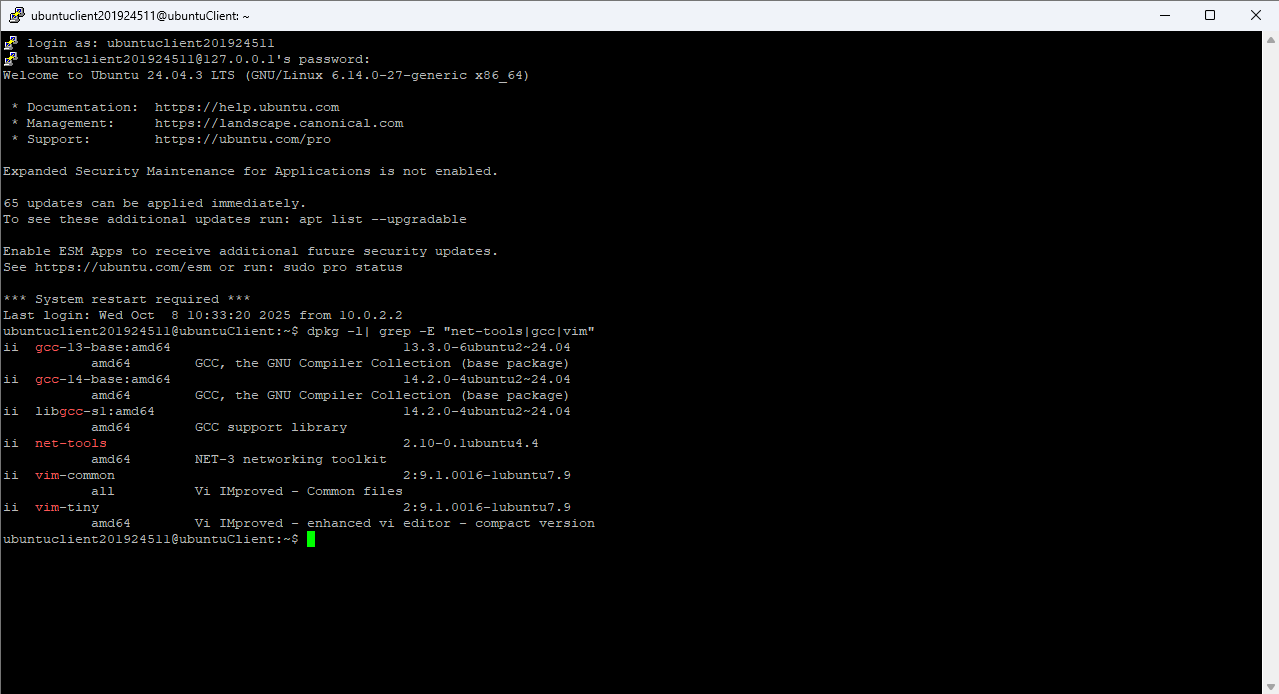 ubuntuclient201924511@ubuntuClient: ~
login as: ubuntuclient201924511
ubuntuclient201924511@127.0.0.1's password:
Welcome to Ubuntu 24.04.3 LTS (GNU/Linux 6.14.0-27-generic x86_64)
* Documentation:  https://help.ubuntu.com
* Management:     https://landscape.canonical.com
* Support:        https://ubuntu.com/pro
Expanded Security Maintenance for Applications is not enabled.
65 updates can be applied immediately.
To see these additional updates run: apt list --upgradable
Enable ESM Apps to receive additional future security updates.
See https://ubuntu.com/esm or run: sudo pro status
*** System restart required ***
Last login: Wed Oct  8 10:33:20 2025 from 10.0.2.2
ubuntuclient201924511@ubuntuClient:~$ dpkg -l| grep -E "net-tools|gcc|vim"
ii  gcc-13-base:amd64                             13.3.0-6ubuntu2~24.04
amd64        GCC, the GNU Compiler Collection (base package)
ii  gcc-14-base:amd64                             14.2.0-4ubuntu2~24.04
amd64        GCC, the GNU Compiler Collection (base package)
ii  libgcc-s1:amd64                               14.2.0-4ubuntu2~24.04
amd64        GCC support library
ii  net-tools                                     2.10-0.1ubuntu4.4
amd64        NET-3 networking toolkit
ii  vim-common                                    2:9.1.0016-1ubuntu7.9
all          Vi IMproved - Common files
ii  vim-tiny                                      2:9.1.0016-1ubuntu7.9
amd64        Vi IMproved - enhanced vi editor - compact version
ubuntuclient201924511@ubuntuClient:~$